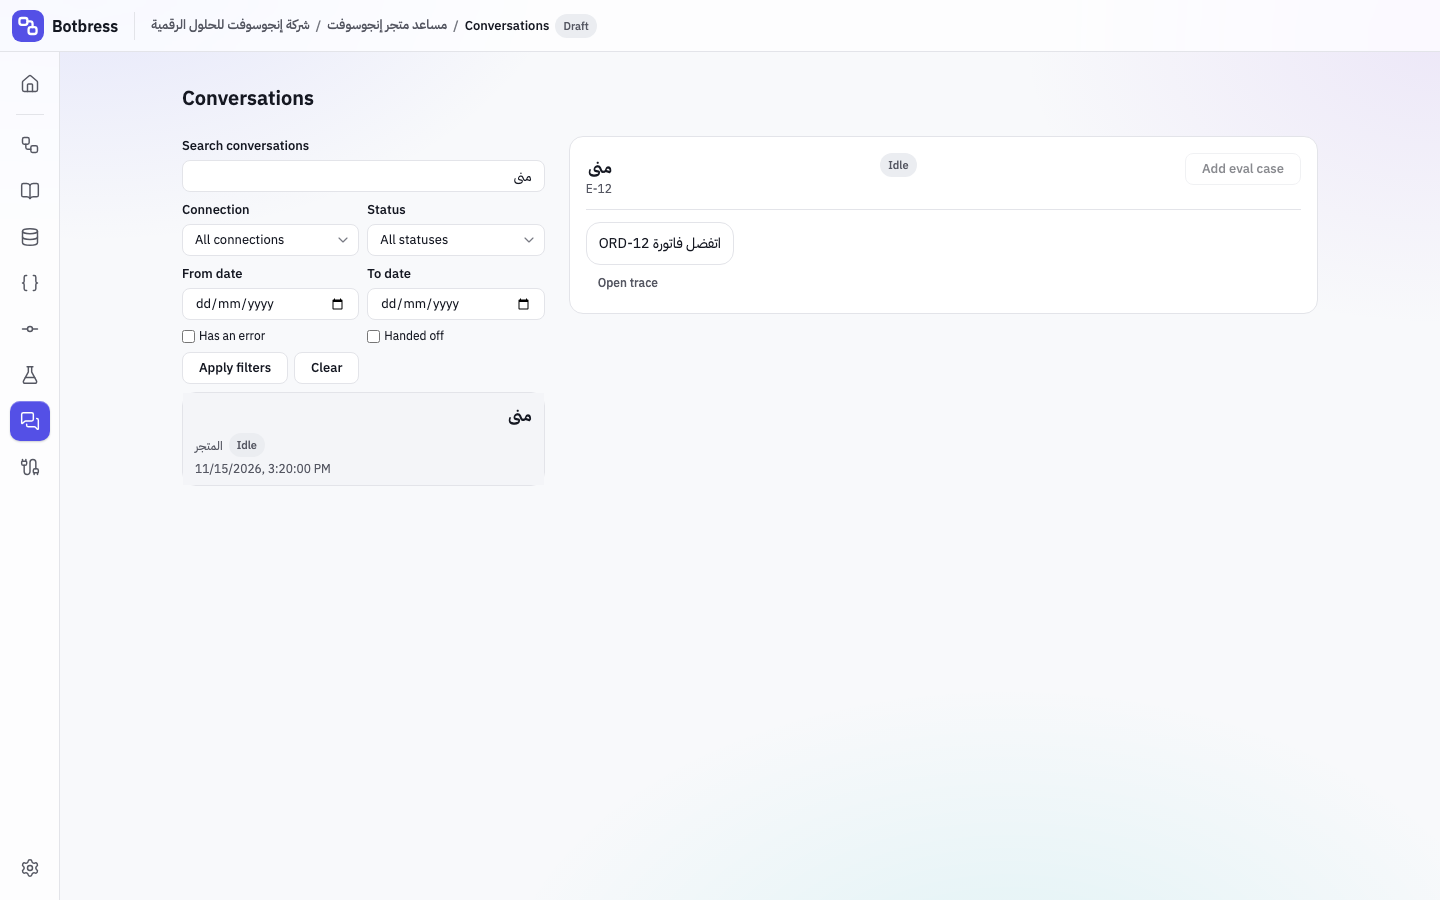 Botbress
شركة إنجوسوفت للحلول الرقمية / مساعد متجر إنجوسوفت / Conversations Draft
Conversations
Search conversations
منى
Connection Status
All connections All statuses
From date To date
dd/mm/yyyy dd/mm/yyyy
Has an error Handed off
Apply filters Clear
منى
المتجر Idle
11/15/2026, 3:20:00 PM
منى Idle Add eval case
E-12
اتفضل فاتورة ORD-12
Open trace